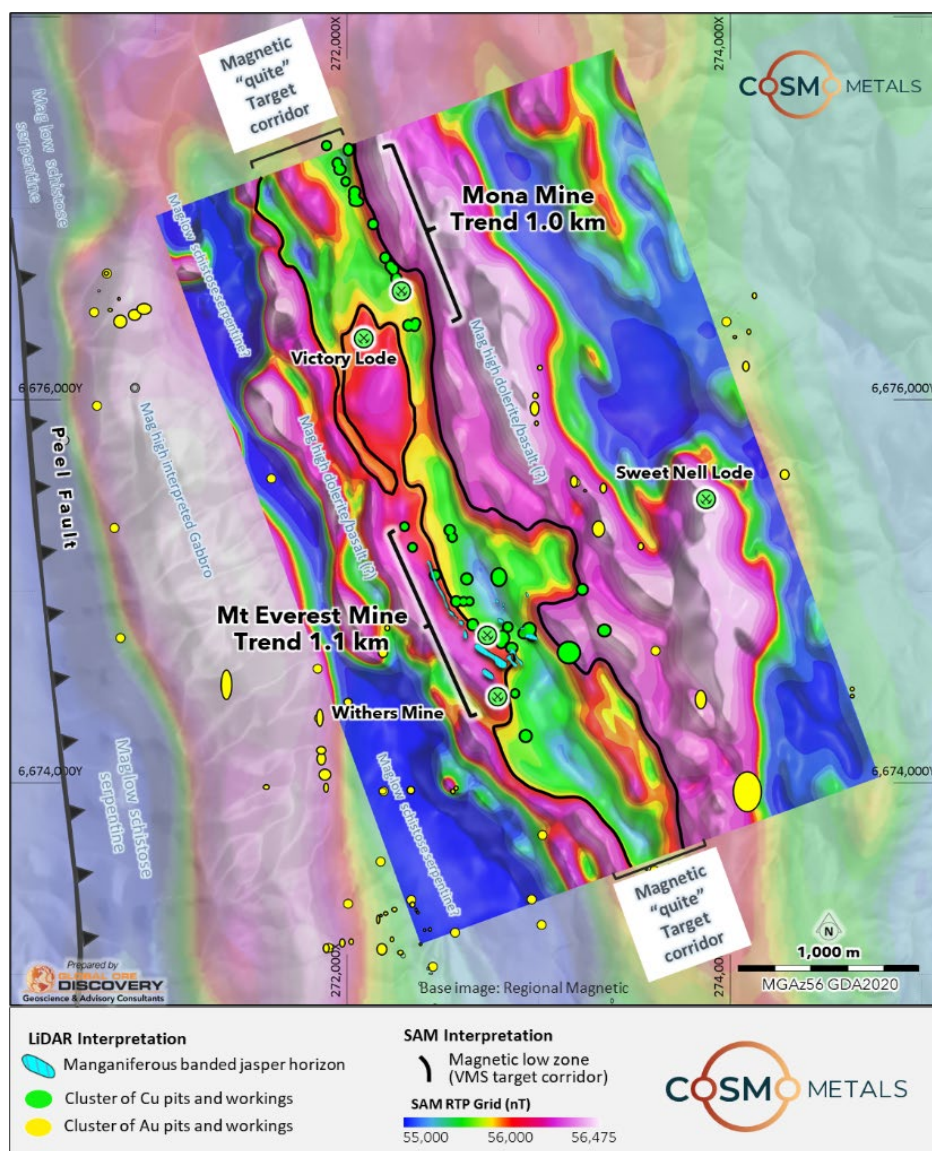 272,000X
274,000X
Magnetic
"quite"
Target
corridor
COSMO METALS
Mag low schistose
serpentine
Mag low schistose serpentine?
Mona Mine
Trend 1.0 km
Victory Lode
Mag high dolerite/basalt (?)
6,676,000Y
6,676,000Y
Peel Fault
Mag high interpreted Gabbro
Mag high dolerite/basalt (?)
Sweet Nell Lode
Mt Everest Mine
Trend 1.1 km
Withers Mine
6,674,000Y
6,674,000Y
Mag low schistose
serpentine
Mag low schistose serpentine?
Magnetic
"quite"
Target
corridor
N
1,000 m
MGAz56 GDA2020
272,000X
274,000X
Prepared by
GLOBAL ORE
DISCOVERY
Geoscience & Advisory Consultants
Base image: Regional Magnetic
LiDAR Interpretation
Manganiferous banded jasper horizon
Cluster of Cu pits and workings
Cluster of Au pits and workings
SAM Interpretation
Magnetic low zone
(VMS target corridor)
SAM RTP Grid (nT)
55,000 56,000 56,475
COSMO METALS